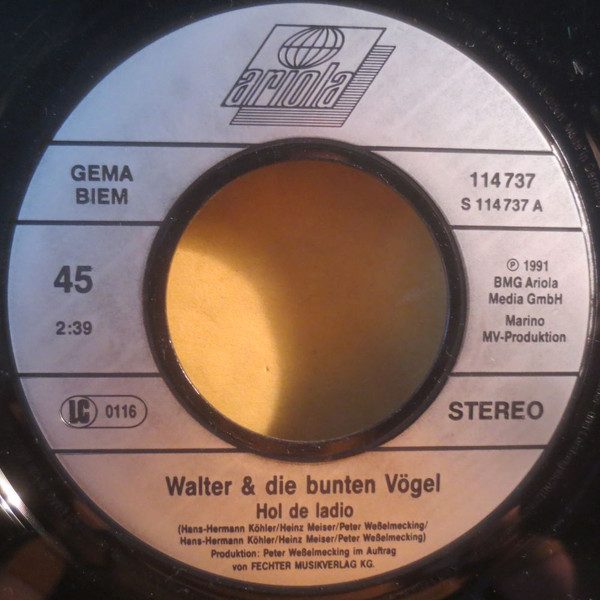 ariola
GEMA
BIEM
114 737
S 114 737 A
45
2:39
℗ 1991
BMG Ariola
Media GmbH
Marino
MV-Produktion
LC 0116
STEREO
Walter & die bunten Vögel
Hol de ladio
(Hans-Hermann Köhler/Heinz Meiser/Peter Weßelmecking/
Hans-Hermann Köhler/Heinz Meiser/Peter Weßelmecking)
Produktion: Peter Weßelmecking im Auftrag
von FECHTER MUSIKVERLAG KG.